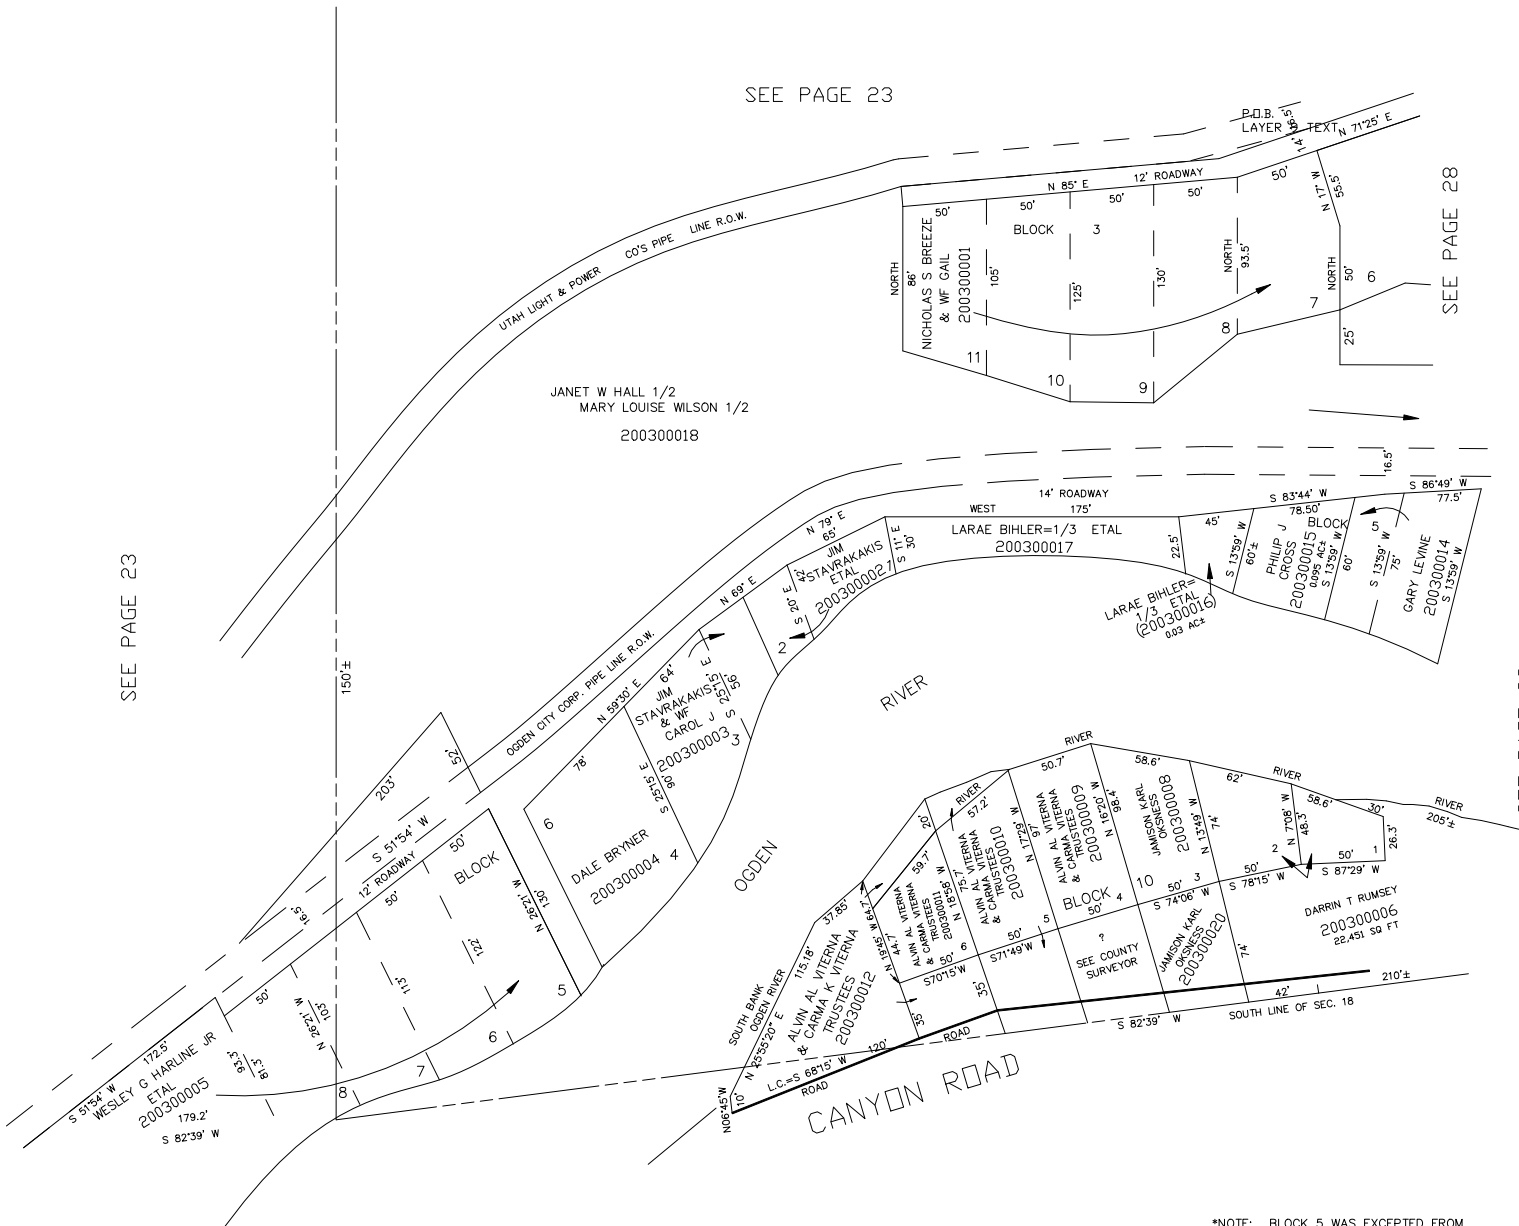 SEE PAGE 23
P.O.B.
N 71°25' E
14'
50'
N 17° W
55.5'
SEE PAGE 28
N 85° E
12' ROADWAY
50'
50'
50'
50'
BLOCK 3
NORTH
86'
NICHOLAS S BREEZE
& WF GAIL
200300001
105'
125'
130'
NORTH
93.5'
NORTH
50'
25'
6
7
8
9
10
11
UTAH LIGHT & POWER CO'S PIPE LINE R.O.W.
JANET W HALL 1/2
MARY LOUISE WILSON 1/2
200300018
SEE PAGE 23
150'±
16.5'
14' ROADWAY
WEST 175'
LARAE BIHLER=1/3 ETAL
200300017
S 11° E
30'
22.5'
45'
S 13°59' W
60'±
LARAE BIHLER=
1/3 ETAL
(200300016)
0.03 AC±
S 83°44' W
78.50'
BLOCK 5
PHILIP J
CROSS
200300015
0.095 AC±
S 13°59' W
60'
S 13°59' W
75'
S 86°49' W
77.5'
GARY LEVINE
200300014
S 13°59' W
N 79° E
65'
JIM
STAVRAKAKIS
ETAL
200300002
1
S 20° E
42'
2
N 69° E
OGDEN CITY CORP. PIPE LINE R.O.W.
N 59°30' E
64'
JIM
STAVRAKAKIS
& WF
CAROL J
200300003
S 25°15' E
56'
3
78'
6
DALE BRYNER
200300004
4
S 25°15' E
90'
203'
52'
S 51°54' W
12' ROADWAY
16.5'
50'
50'
50'
BLOCK
N 26°21' W
130'
122'
113'
N 26°21' W
103'
5
6
7
8
S 51°54' W
172.5'
WESLEY G HARLINE JR
ETAL
200300005
93.3'
81.3'
179.2'
S 82°39' W
RIVER
OGDEN
SOUTH BANK
OGDEN RIVER
N 25°55'20" E
115.18'
37.85'
N06°45'W
10'
L.C.=S 68°15' W
120'
ROAD
ALVIN AL VITERNA
& CARMA K VITERNA
TRUSTEES
200300012
N 19°45' W 64.7'
44.7'
35'
20'
59.7'
ALVIN AL VITERNA
& CARMA VITERNA
TRUSTEES
200300011
N 18°58' W
75.7'
50'
6
S70°15'W
35'
RIVER
57.2'
ALVIN AL VITERNA
& CARMA VITERNA
TRUSTEES
200300010
N 17°29' W
97'
50'
5
S71°49'W
50.7'
RIVER
ALVIN AL VITERNA
& CARMA VITERNA
TRUSTEES
200300009
N 16°20' W
98.4'
BLOCK 10
50'
4
58.6'
JAMISON KARL
OKSNESS
200300008
N 13°49' W
74'
50'
3
S 74°06' W
62'
RIVER
N 7°08' W
48.3'
50'
2
S 78°15' W
58.6'
30'
26.3'
50'
1
S 87°29' W
RIVER
205'±
?
SEE COUNTY
SURVEYOR
JAMISON KARL
OKSNESS
200300020
74'
DARRIN T RUMSEY
200300006
22,451 SQ FT
42'
210'±
S 82°39' W
SOUTH LINE OF SEC. 18
ROAD
CANYON ROAD
*NOTE: BLOCK 5 WAS EXCEPTED FROM